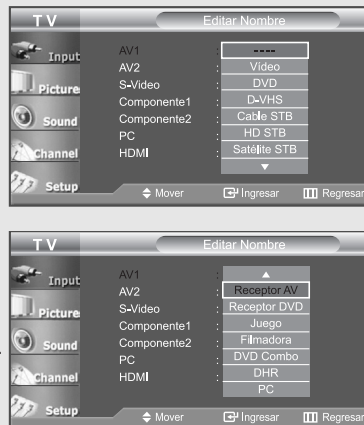 TV Editar Nombre
Input
Picture
Sound
Channel
Setup
AV1 : ----
AV2 : Vídeo
S-Video : DVD
Componente1 : D-VHS
Componente2 : Cable STB
PC : HD STB
HDMI : Satélite STB
▼
Mover Ingresar Regresar
TV Editar Nombre
Input
Picture
Sound
Channel
Setup
AV1 : ▲
AV2 : Receptor AV
S-Video : Receptor DVD
Componente1 : Juego
Componente2 : Filmadora
PC : DVD Combo
HDMI : DHR
PC
Mover Ingresar Regresar